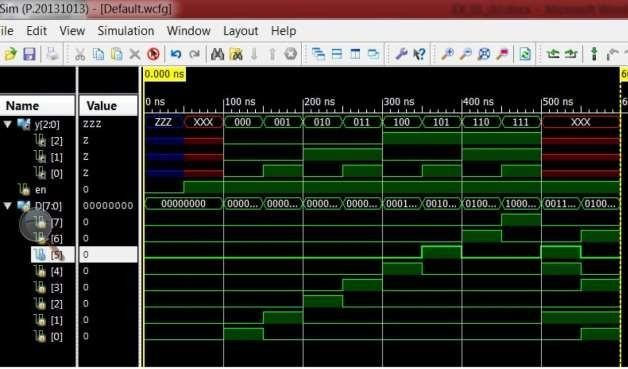 Sim (P.20131013) - [Default.wcfg]
ile Edit View Simulation Window Layout Help
0.000 ns
Name Value
0 ns 100 ns 200 ns 300 ns 400 ns 500 ns 6
y[2:0] ZZZ ZZZ XXX 000 001 010 011 100 101 110 111 XXX
[2] Z
[1] Z
[0] Z
en 0
D[7:0] 00000000 00000000 0000... 0000... 0000... 0000... 0001... 0010... 0100... 1000... 0011... 0100...
[7] 0
[6] 0
[5] 0
[4] 0
[3] 0
[2] 0
[1] 0
[0] 0